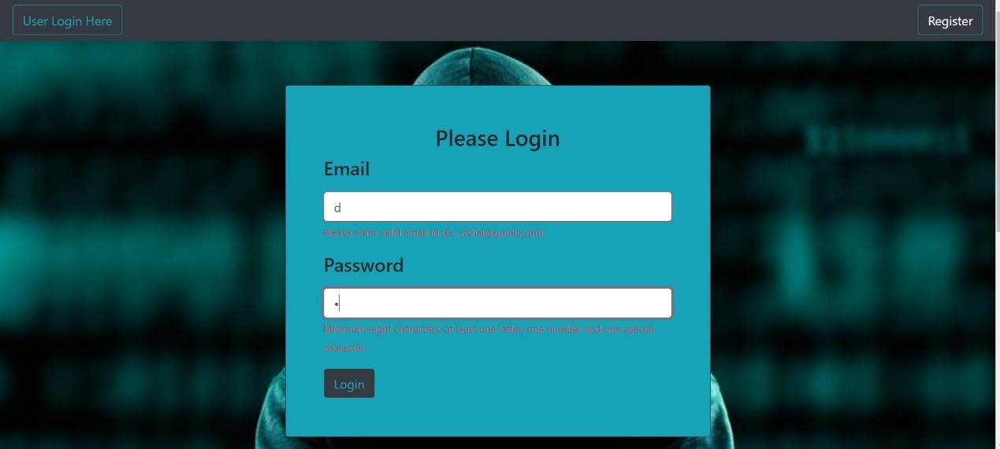 User Login Here
Register
Please Login
Email
d
Please enter valid email id (Ex. vishal@gmail.com).
Password
Minimum eight characters, at least one letter, one number and one special
character.
Login